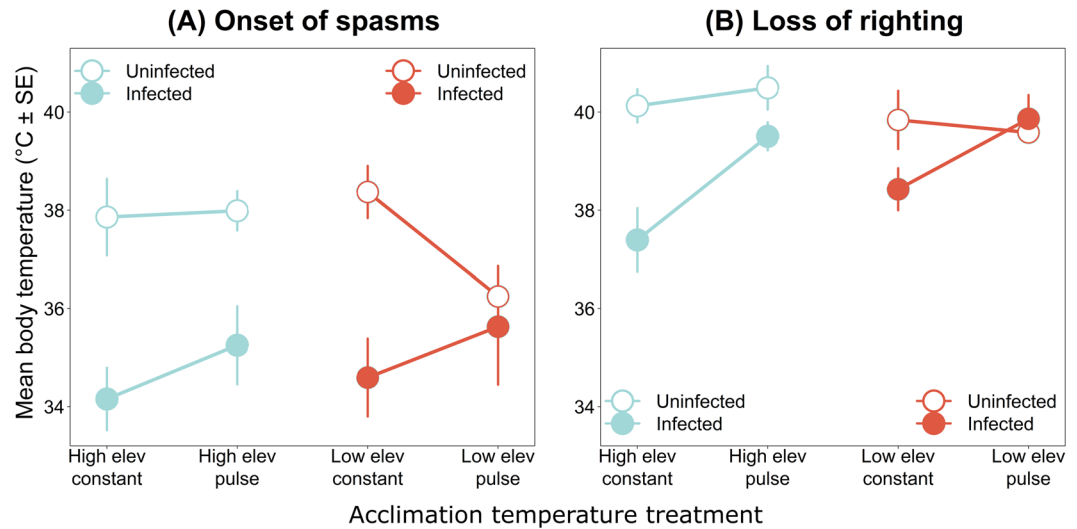 (A) Onset of spasms
(B) Loss of righting
Mean body temperature (°C ± SE)
40
38
36
34
Uninfected
Infected
Uninfected
Infected
High elev
constant
High elev
pulse
Low elev
constant
Low elev
pulse
40
38
36
34
Uninfected
Infected
Uninfected
Infected
High elev
constant
High elev
pulse
Low elev
constant
Low elev
pulse
Acclimation temperature treatment